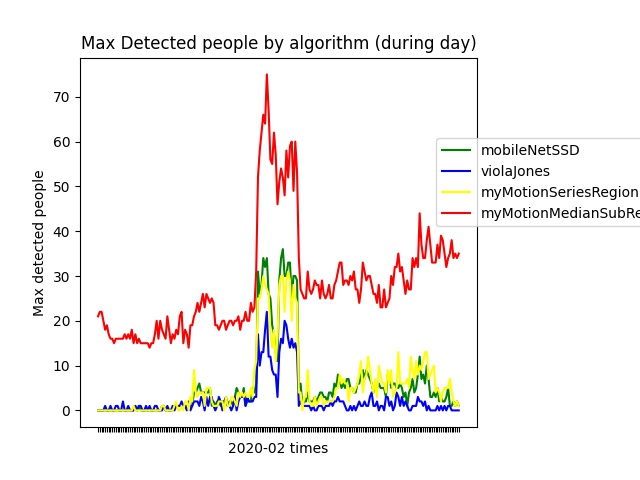 Max Detected people by algorithm (during day)
70
60
50
40
30
20
10
0
Max detected people
2020-02 times
mobileNetSSD
violaJones
myMotionSeriesRegion
myMotionMedianSubRe